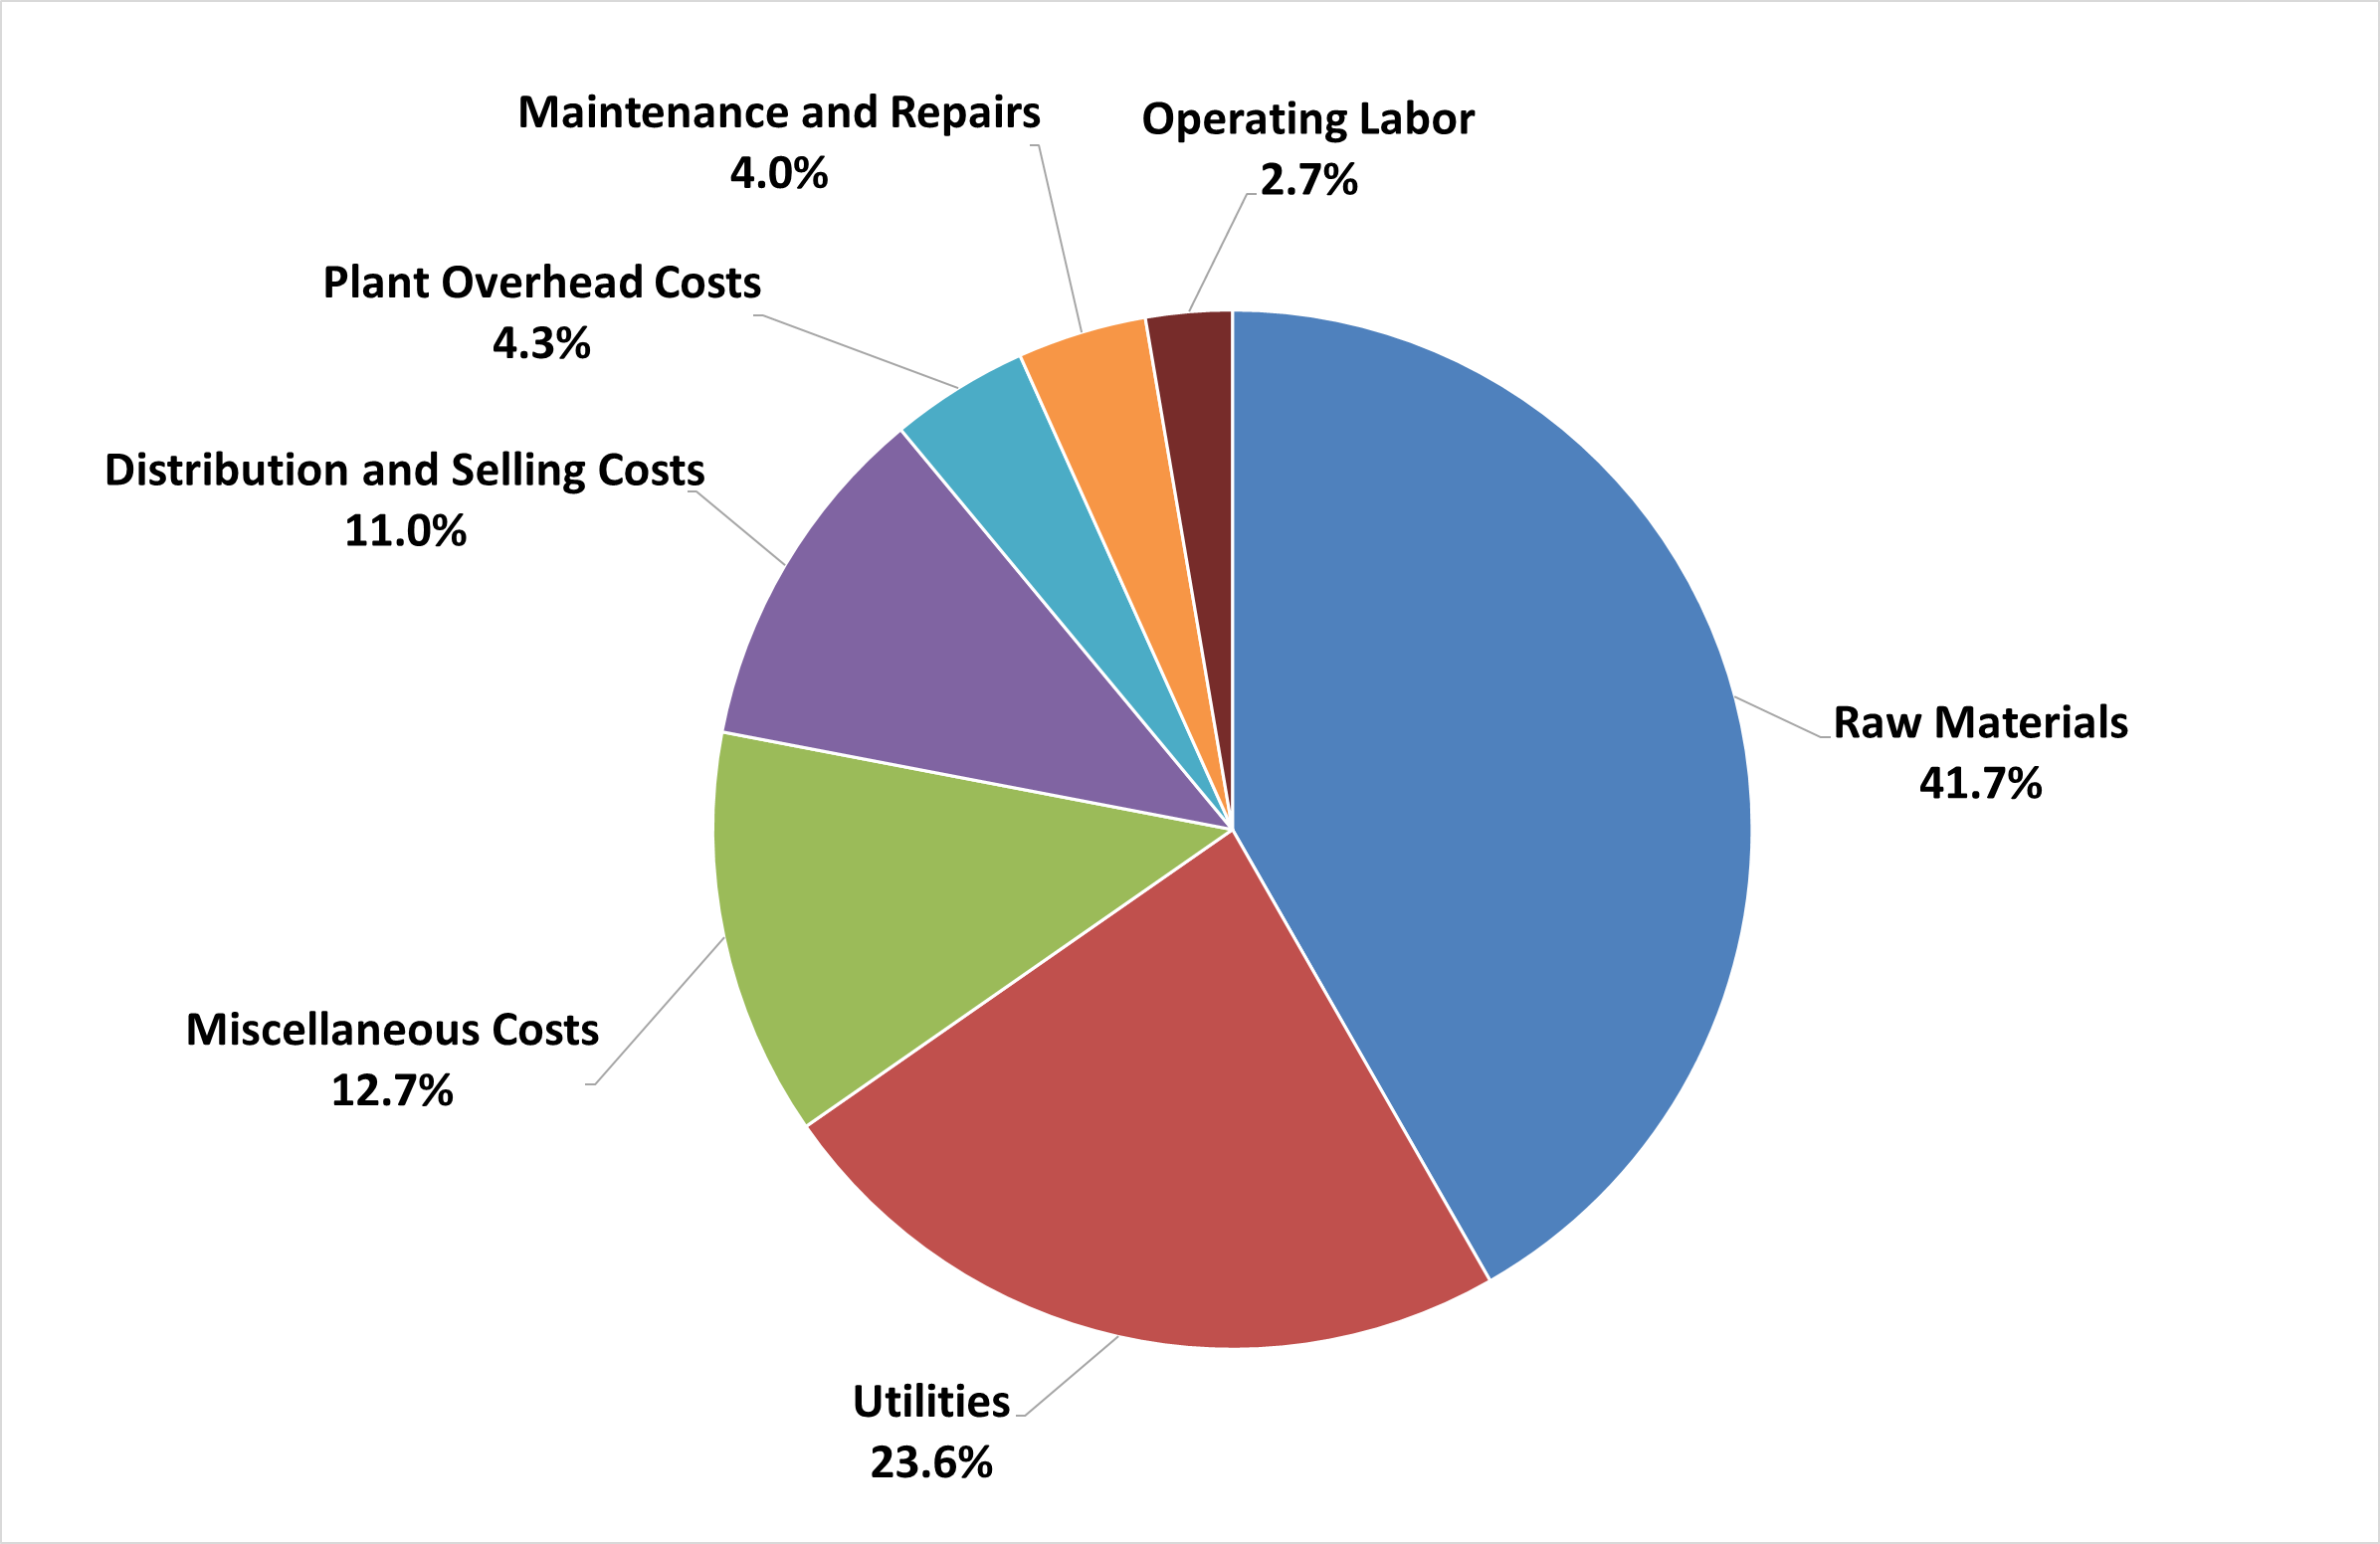 Maintenance and Repairs
4.0%
Operating Labor
2.7%
Plant Overhead Costs
4.3%
Distribution and Selling Costs
11.0%
Raw Materials
41.7%
Miscellaneous Costs
12.7%
Utilities
23.6%